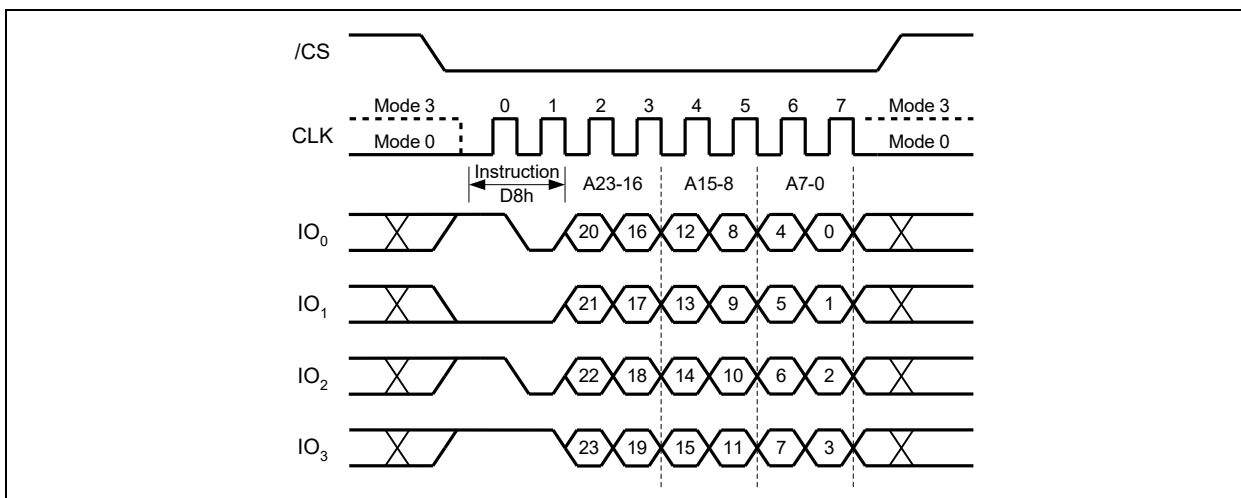 /CS
Mode 3 0 1 2 3 4 5 6 7 Mode 3
CLK
Mode 0 Mode 0
Instruction
D8h A23-16 A15-8 A7-0
IO₀ 20 16 12 8 4 0
IO₁ 21 17 13 9 5 1
IO₂ 22 18 14 10 6 2
IO₃ 23 19 15 11 7 3